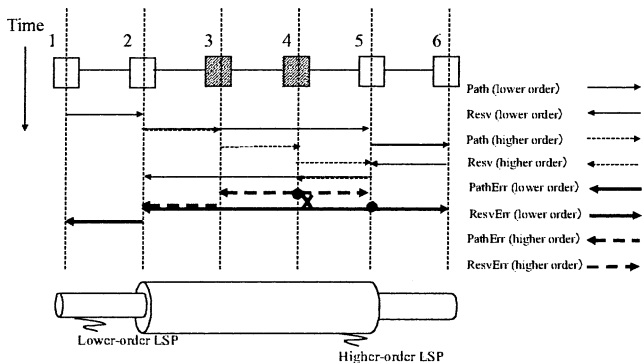 Time
1 2 3 4 5 6
Path (lower order)
Resv (lower order)
Path (higher order)
Resv (higher order)
PathErr (lower order)
ResvErr (lower order)
PathErr (higher order)
ResvErr (higher order)
X
Lower-order LSP
Higher-order LSP